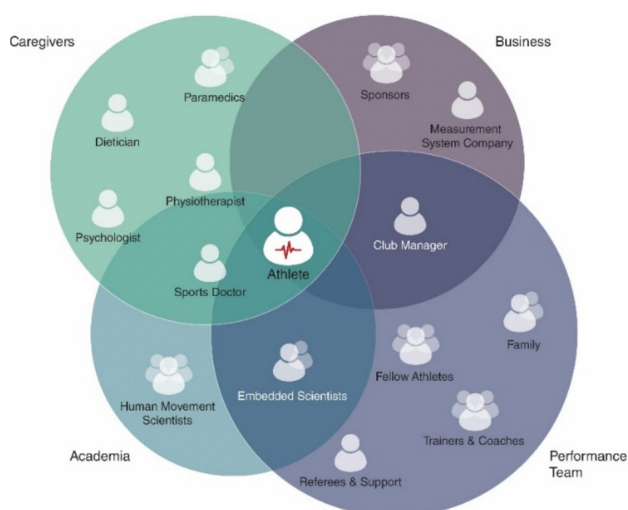 Caregivers
Business
Paramedics
Sponsors
Dietician
Measurement
System Company
Physiotherapist
Psychologist
Club Manager
Athlete
Sports Doctor
Family
Fellow Athletes
Human Movement
Scientists
Embedded Scientists
Trainers & Coaches
Academia
Performance
Team
Referees & Support